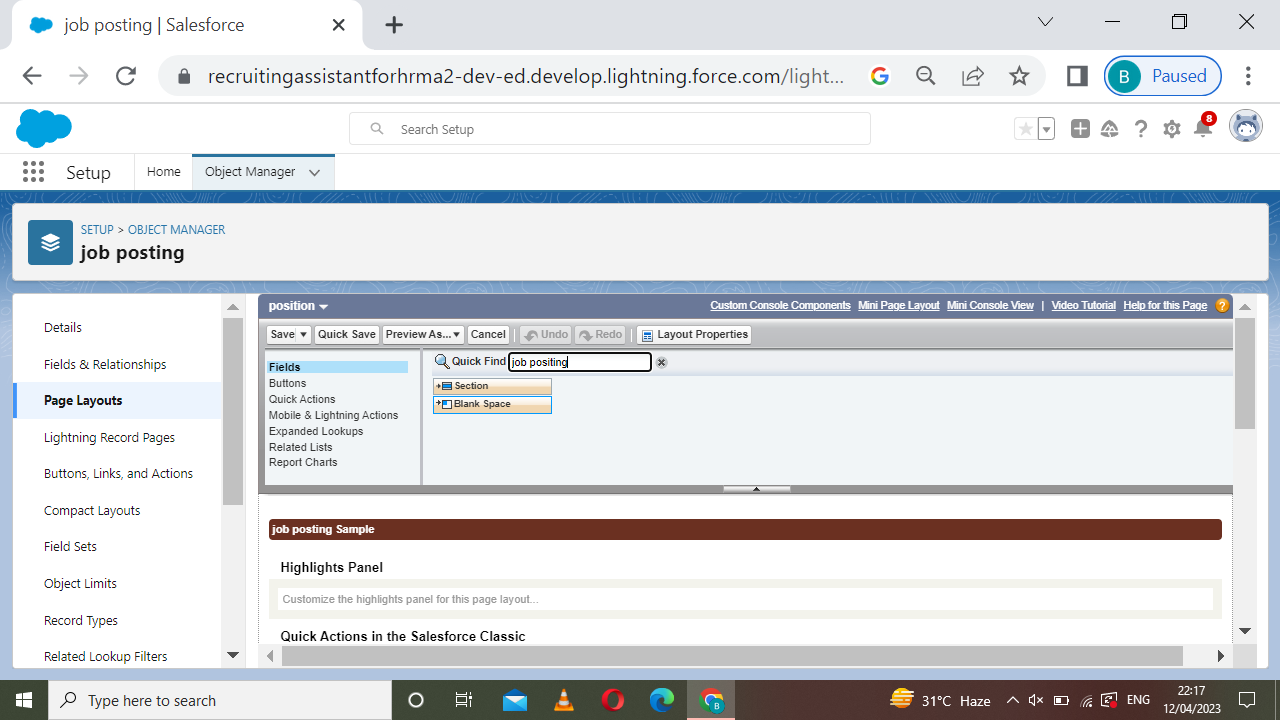 job posting | Salesforce
recruitingassistantforhrma2-dev-ed.develop.lightning.force.com/light...
B
Paused
Search Setup
8
Setup
Home
Object Manager
SETUP > OBJECT MANAGER
job posting
Details
Fields & Relationships
Page Layouts
Lightning Record Pages
Buttons, Links, and Actions
Compact Layouts
Field Sets
Object Limits
Record Types
Related Lookup Filters
position
Custom Console Components Mini Page Layout Mini Console View | Video Tutorial Help for this Page ?
Save Quick Save Preview As... Cancel Undo Redo Layout Properties
Fields
Buttons
Quick Actions
Mobile & Lightning Actions
Expanded Lookups
Related Lists
Report Charts
Quick Find job positing
Section
Blank Space
job posting Sample
Highlights Panel
Customize the highlights panel for this page layout...
Quick Actions in the Salesforce Classic
Type here to search
B
31°C Haze
ENG
22:17
12/04/2023